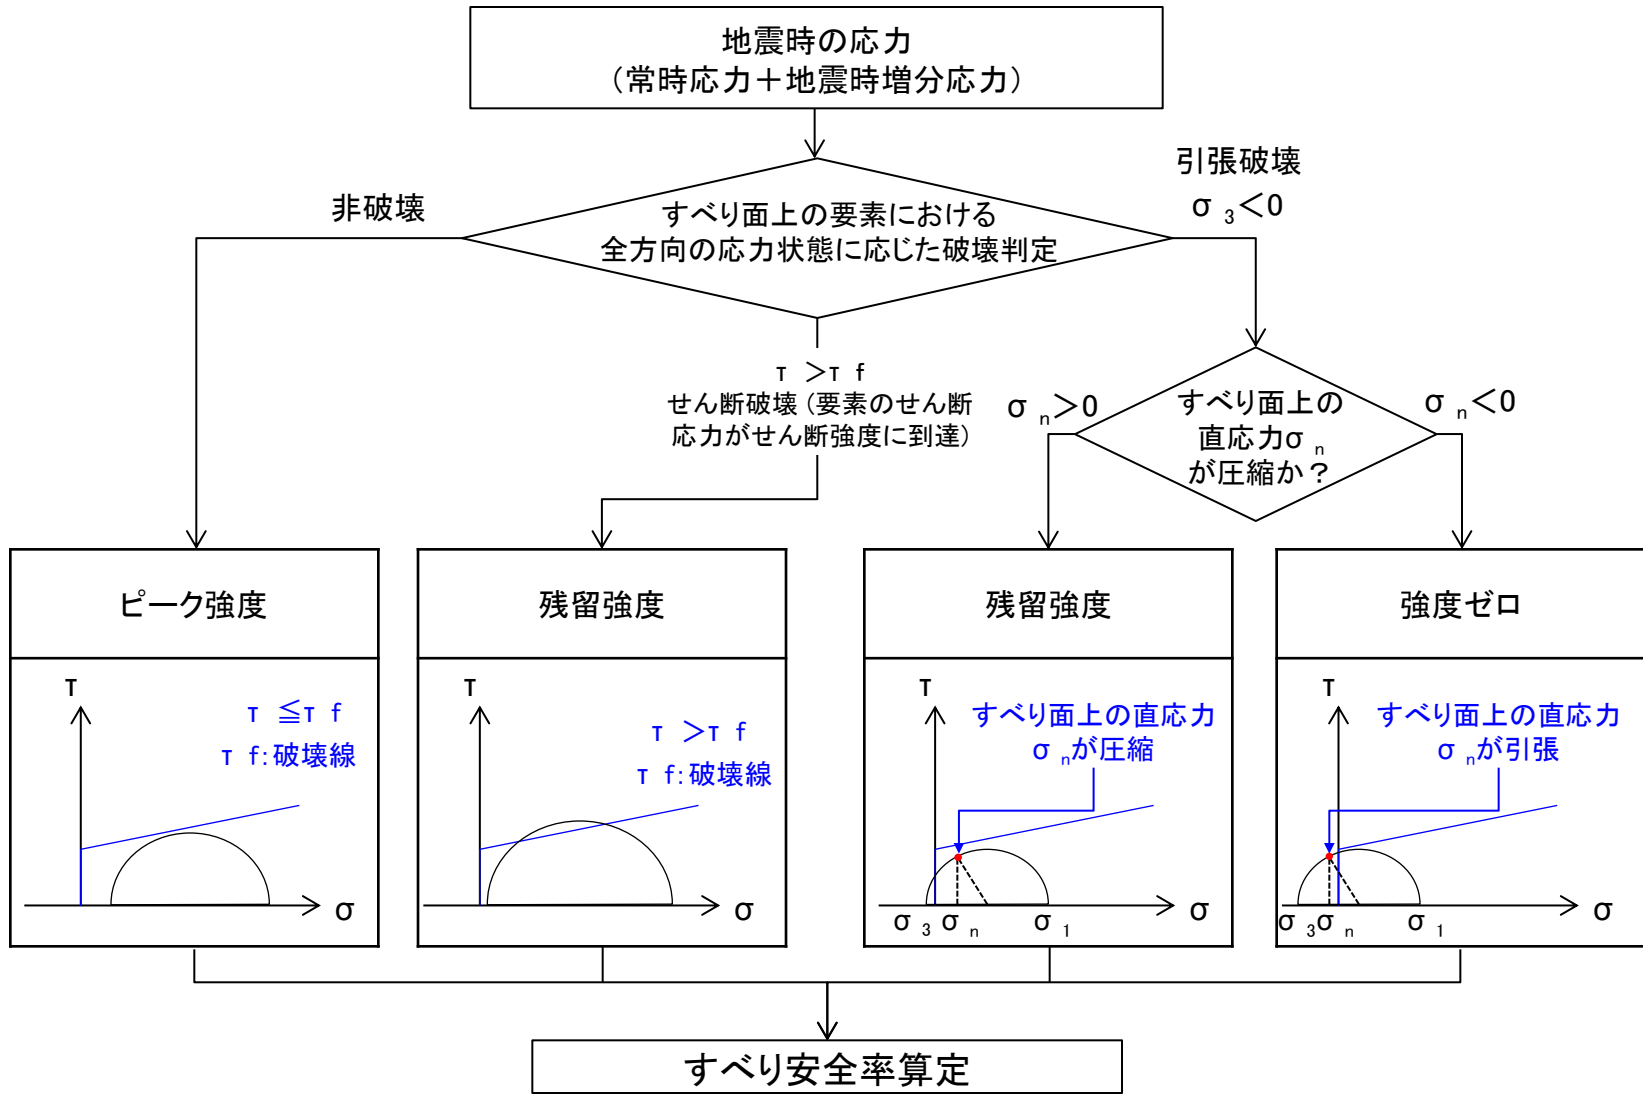 地震時の応力
（常時応力＋地震時増分応力）
非破壊
すべり面上の要素における
全方向の応力状態に応じた破壊判定
引張破壊
σ 3＜0
τ ＞τ f
せん断破壊（要素のせん断
応力がせん断強度に到達）
σ n＞0
すべり面上の
直応力σ n
が圧縮か？
σ n＜0
ピーク強度
τ
τ ≦τ f
τ f：破壊線
σ
残留強度
τ
τ ＞τ f
τ f：破壊線
σ
残留強度
τ
すべり面上の直応力
σ nが圧縮
σ
σ 3 σ n σ 1
強度ゼロ
τ
すべり面上の直応力
σ nが引張
σ
σ 3 σ n σ 1
すべり安全率算定